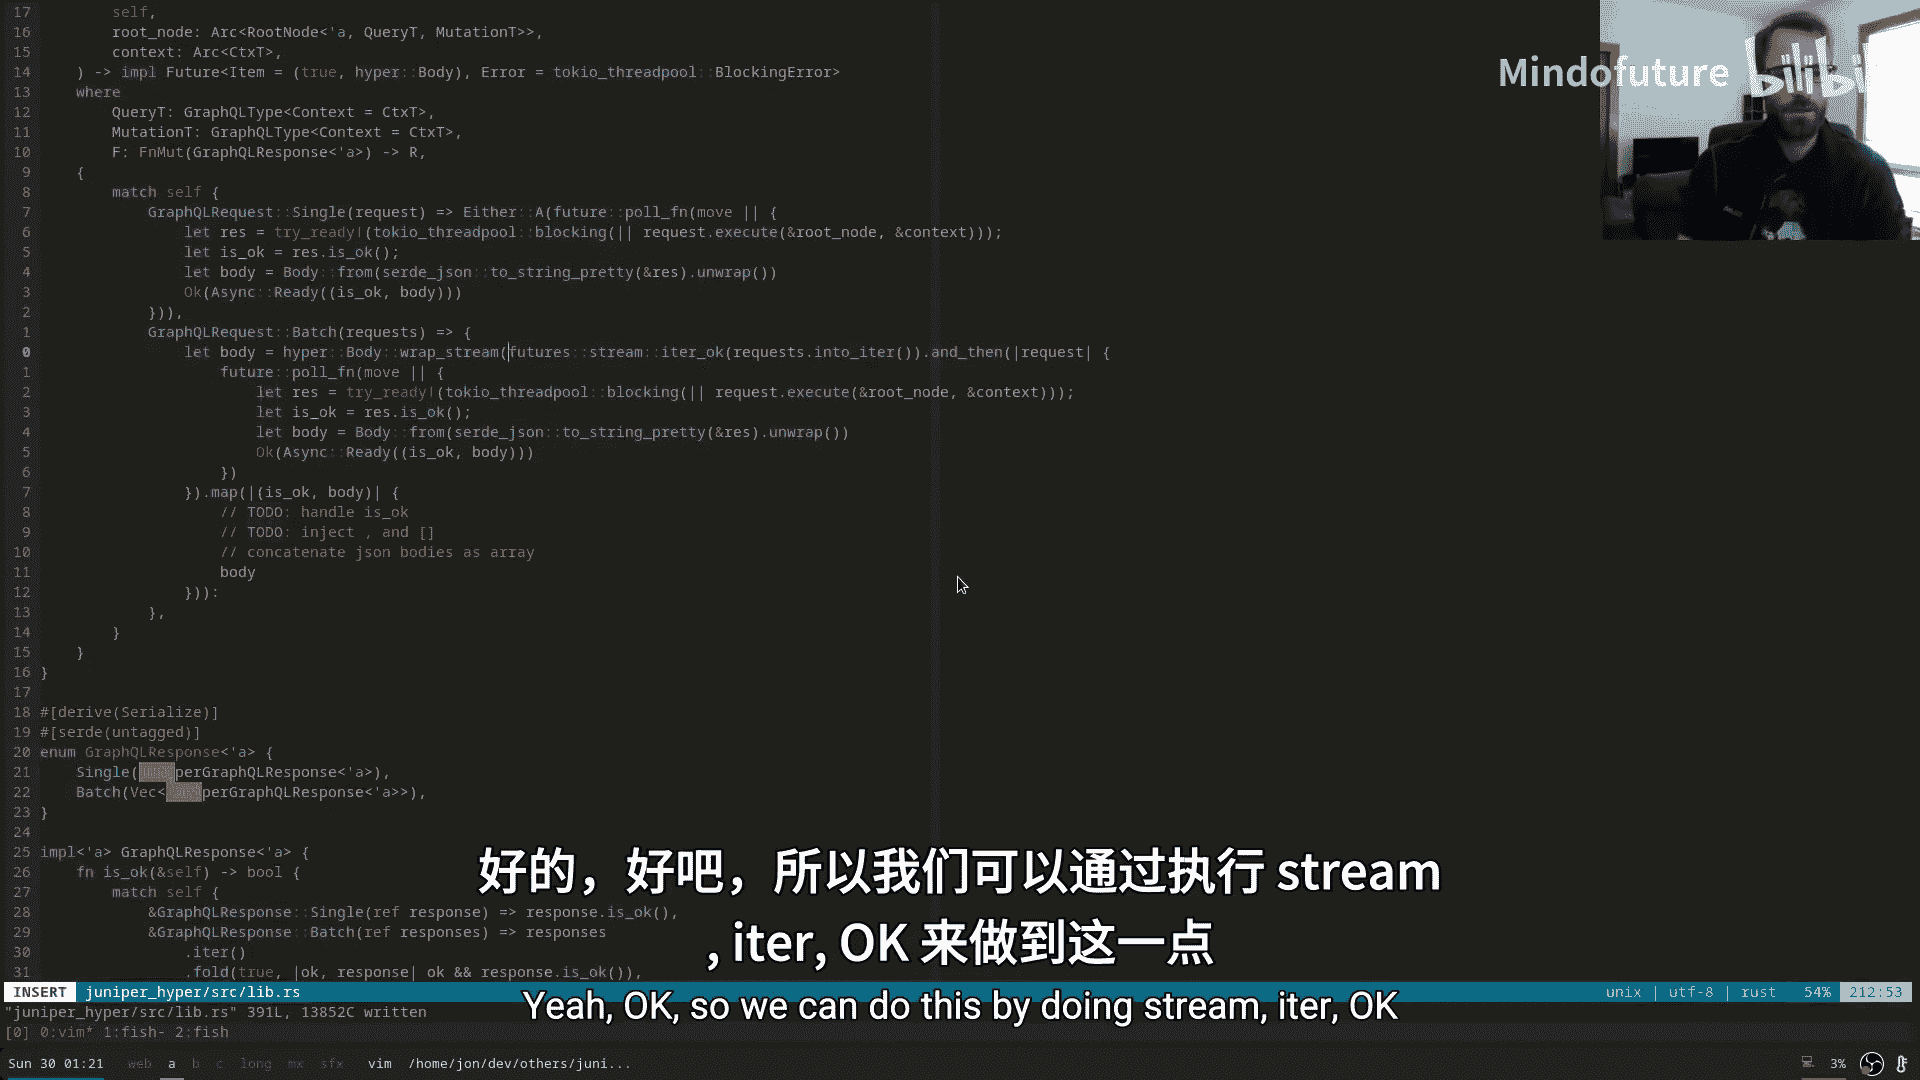 17         self,
16         root_node: Arc<RootNode<'a, QueryT, MutationT>>,
15         context: Arc<CtxT>,
14     ) -> impl Future<Item = (true, hyper::Body), Error = tokio_threadpool::BlockingError>
13     where
12         QueryT: GraphQLType<Context = CtxT>,
11         MutationT: GraphQLType<Context = CtxT>,
10         F: FnMut(GraphQLResponse<'a>) -> R,
9     {
8         match self {
7             GraphQLRequest::Single(request) => Either::A(future::poll_fn(move || {
6                 let res = try_ready!(tokio_threadpool::blocking(|| request.execute(&root_node, &context)));
5                 let is_ok = res.is_ok();
4                 let body = Body::from(serde_json::to_string_pretty(&res).unwrap())
3                 Ok(Async::Ready((is_ok, body)))
2             })),
1             GraphQLRequest::Batch(requests) => {
0                 let body = hyper::Body::wrap_stream(futures::stream::iter_ok(requests.into_iter()).and_then(|request| {
1                     future::poll_fn(move || {
2                         let res = try_ready!(tokio_threadpool::blocking(|| request.execute(&root_node, &context)));
3                         let is_ok = res.is_ok();
4                         let body = Body::from(serde_json::to_string_pretty(&res).unwrap())
5                         Ok(Async::Ready((is_ok, body)))
6                     })
7                 }).map(|(is_ok, body)| {
8                     // TODO: handle is_ok
9                     // TODO: inject , and []
10                     // concatenate json bodies as array
11                     body
12                 })):
13             },
14         }
15     }
16 }
17
18 #[derive(Serialize)]
19 #[serde(untagged)]
20 enum GraphQLResponse<'a> {
21     Single(perGraphQLResponse<'a>),
22     Batch(Vec<perGraphQLResponse<'a>>),
23 }
24
25 impl<'a> GraphQLResponse<'a> {
26     fn is_ok(&self) -> bool {
27         match self {
28             &GraphQLResponse::Single(ref response) => response.is_ok(),
29             &GraphQLResponse::Batch(ref responses) => responses
30                 .iter()
31                 .fold(true, |ok, response| ok && response.is_ok()),
Mindofuture bilibili
好的，好吧，所以我们可以通过执行 stream
, iter, OK 来做到这一点
Yeah, OK, so we can do this by doing stream, iter, OK
INSERT juniper_hyper/src/lib.rs unix | utf-8 | rust 54% 212:53
"juniper_hyper/src/lib.rs" 391L, 13852C written
[0] 0:vim* 1:fish- 2:fish
Sun 30 01:21 web a b c long mx sfx vim /home/jon/dev/others/juni... 3%